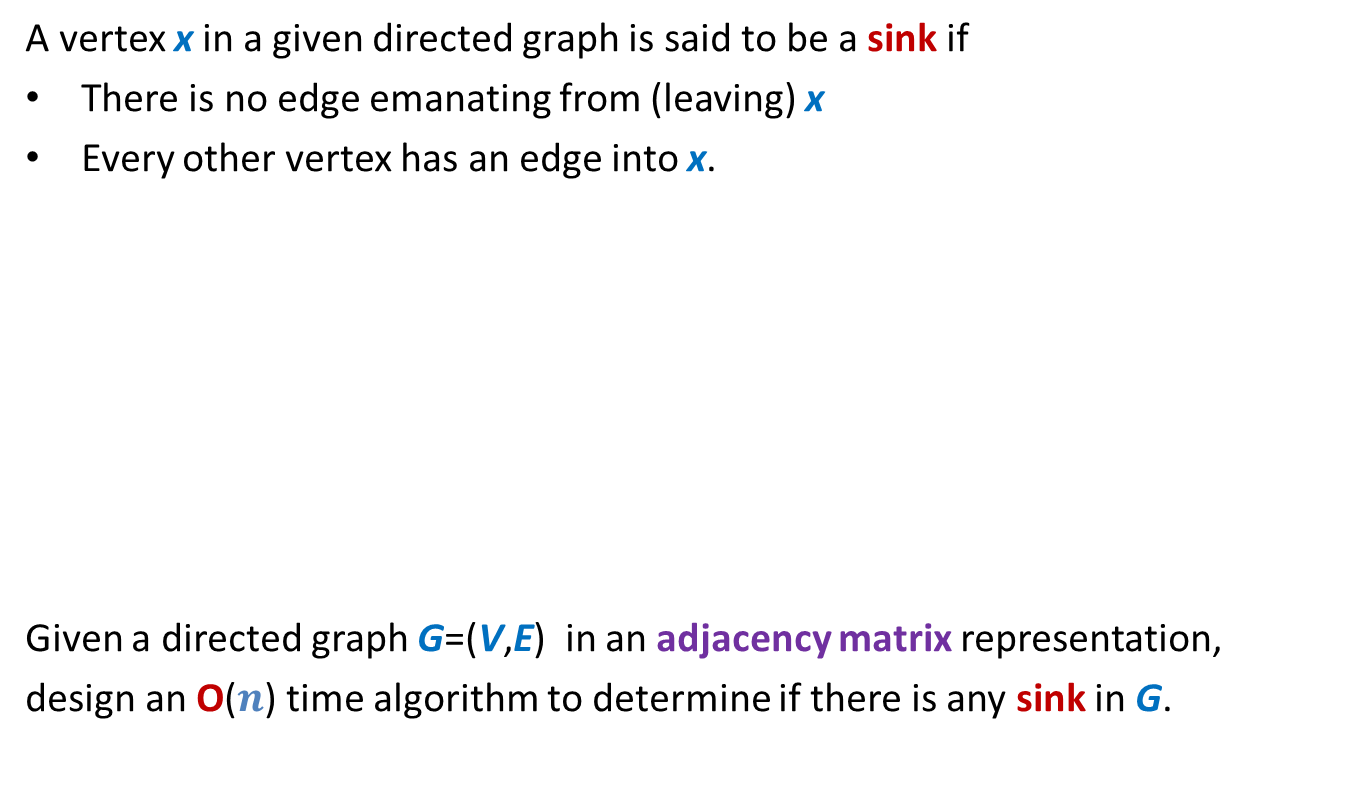 A vertex x in a given directed graph is said to be a sink if
• There is no edge emanating from (leaving) x
• Every other vertex has an edge into x.
Given a directed graph G=(V,E) in an adjacency matrix representation,
design an O(n) time algorithm to determine if there is any sink in G.